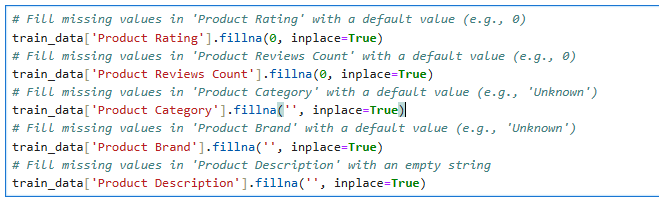 # Fill missing values in 'Product Rating' with a default value (e.g., 0)
train_data['Product Rating'].fillna(0, inplace=True)
# Fill missing values in 'Product Reviews Count' with a default value (e.g., 0)
train_data['Product Reviews Count'].fillna(0, inplace=True)
# Fill missing values in 'Product Category' with a default value (e.g., 'Unknown')
train_data['Product Category'].fillna('', inplace=True)
# Fill missing values in 'Product Brand' with a default value (e.g., 'Unknown')
train_data['Product Brand'].fillna('', inplace=True)
# Fill missing values in 'Product Description' with an empty string
train_data['Product Description'].fillna('', inplace=True)